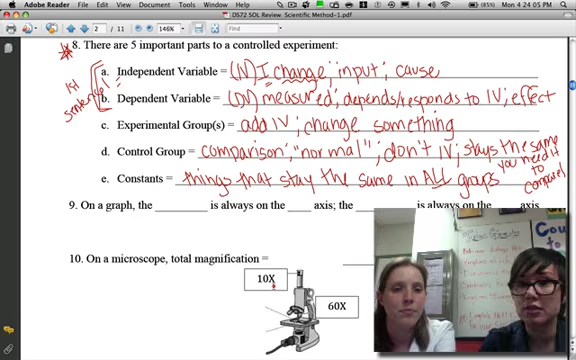 Adobe Reader File Edit View Window Help
Mon 4:24:05 PM
DS72 SOL Review. Scientific Method-1.pdf
2 / 11 146% Find
8. There are 5 important parts to a controlled experiment:
a. Independent Variable = (IV) I change; input; cause
b. Dependent Variable = (DV) measured; depends/responds to IV; effect
c. Experimental Group(s) = add IV; change something
d. Control Group = comparison; "normal"; don't IV; stays the same
you need it
to
compare!
e. Constants = things that stay the same in ALL groups
9. On a graph, the ________ is always on the ____ axis; the ________ is always on the ____ axis
10. On a microscope, total magnification =
10X
60X